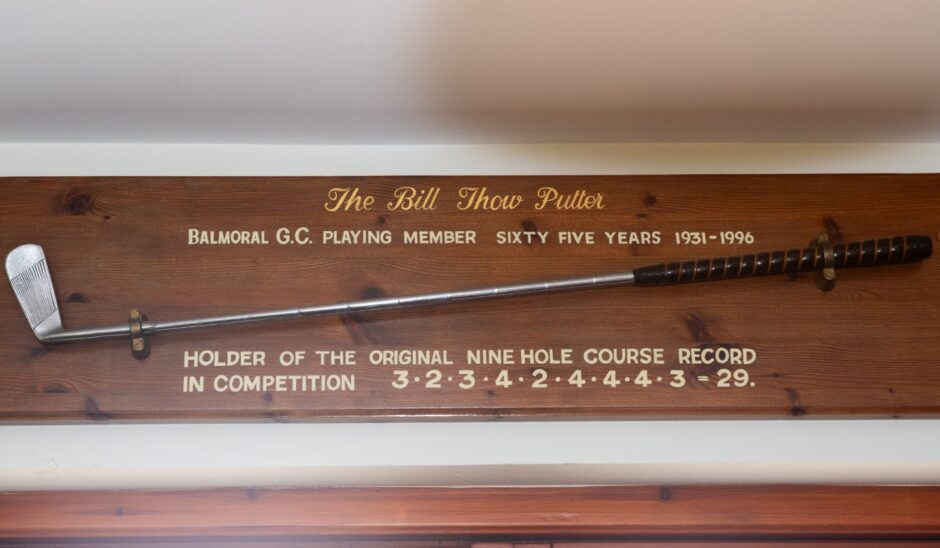 The Bill Thow Putter
BALMORAL G.C. PLAYING MEMBER SIXTY FIVE YEARS 1931-1996
HOLDER OF THE ORIGINAL NINE HOLE COURSE RECORD
IN COMPETITION 3·2·3·4·2·4·4·4·3 = 29.